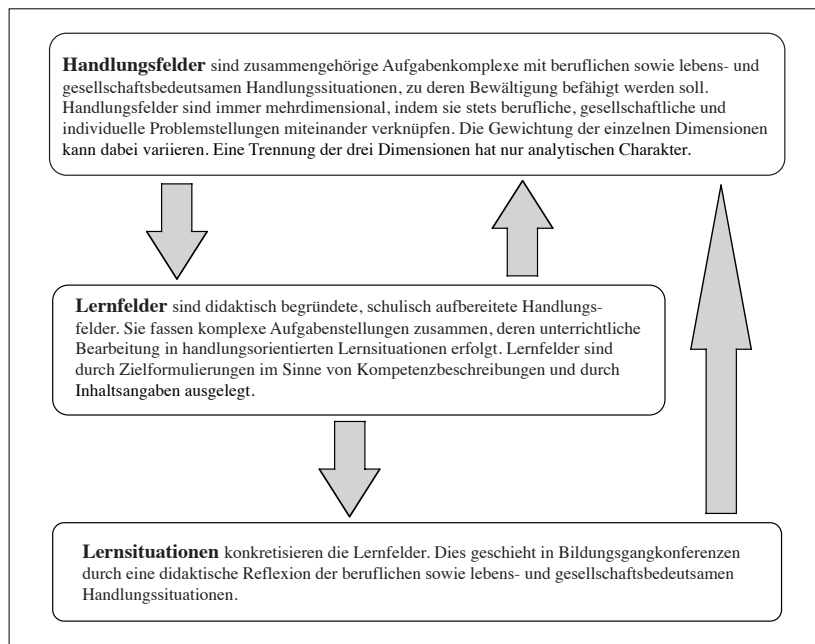 Handlungsfelder sind zusammengehörige Aufgabenkomplexe mit beruflichen sowie lebens- und
gesellschaftsbedeutsamen Handlungssituationen, zu deren Bewältigung befähigt werden soll.
Handlungsfelder sind immer mehrdimensional, indem sie stets berufliche, gesellschaftliche und
individuelle Problemstellungen miteinander verknüpfen. Die Gewichtung der einzelnen Dimensionen
kann dabei variieren. Eine Trennung der drei Dimensionen hat nur analytischen Charakter.
Lernfelder sind didaktisch begründete, schulisch aufbereitete Handlungs-
felder. Sie fassen komplexe Aufgabenstellungen zusammen, deren unterrichtliche
Bearbeitung in handlungsorientierten Lernsituationen erfolgt. Lernfelder sind
durch Zielformulierungen im Sinne von Kompetenzbeschreibungen und durch
Inhaltsangaben ausgelegt.
Lernsituationen konkretisieren die Lernfelder. Dies geschieht in Bildungsgangkonferenzen
durch eine didaktische Reflexion der beruflichen sowie lebens- und gesellschaftsbedeutsamen
Handlungssituationen.